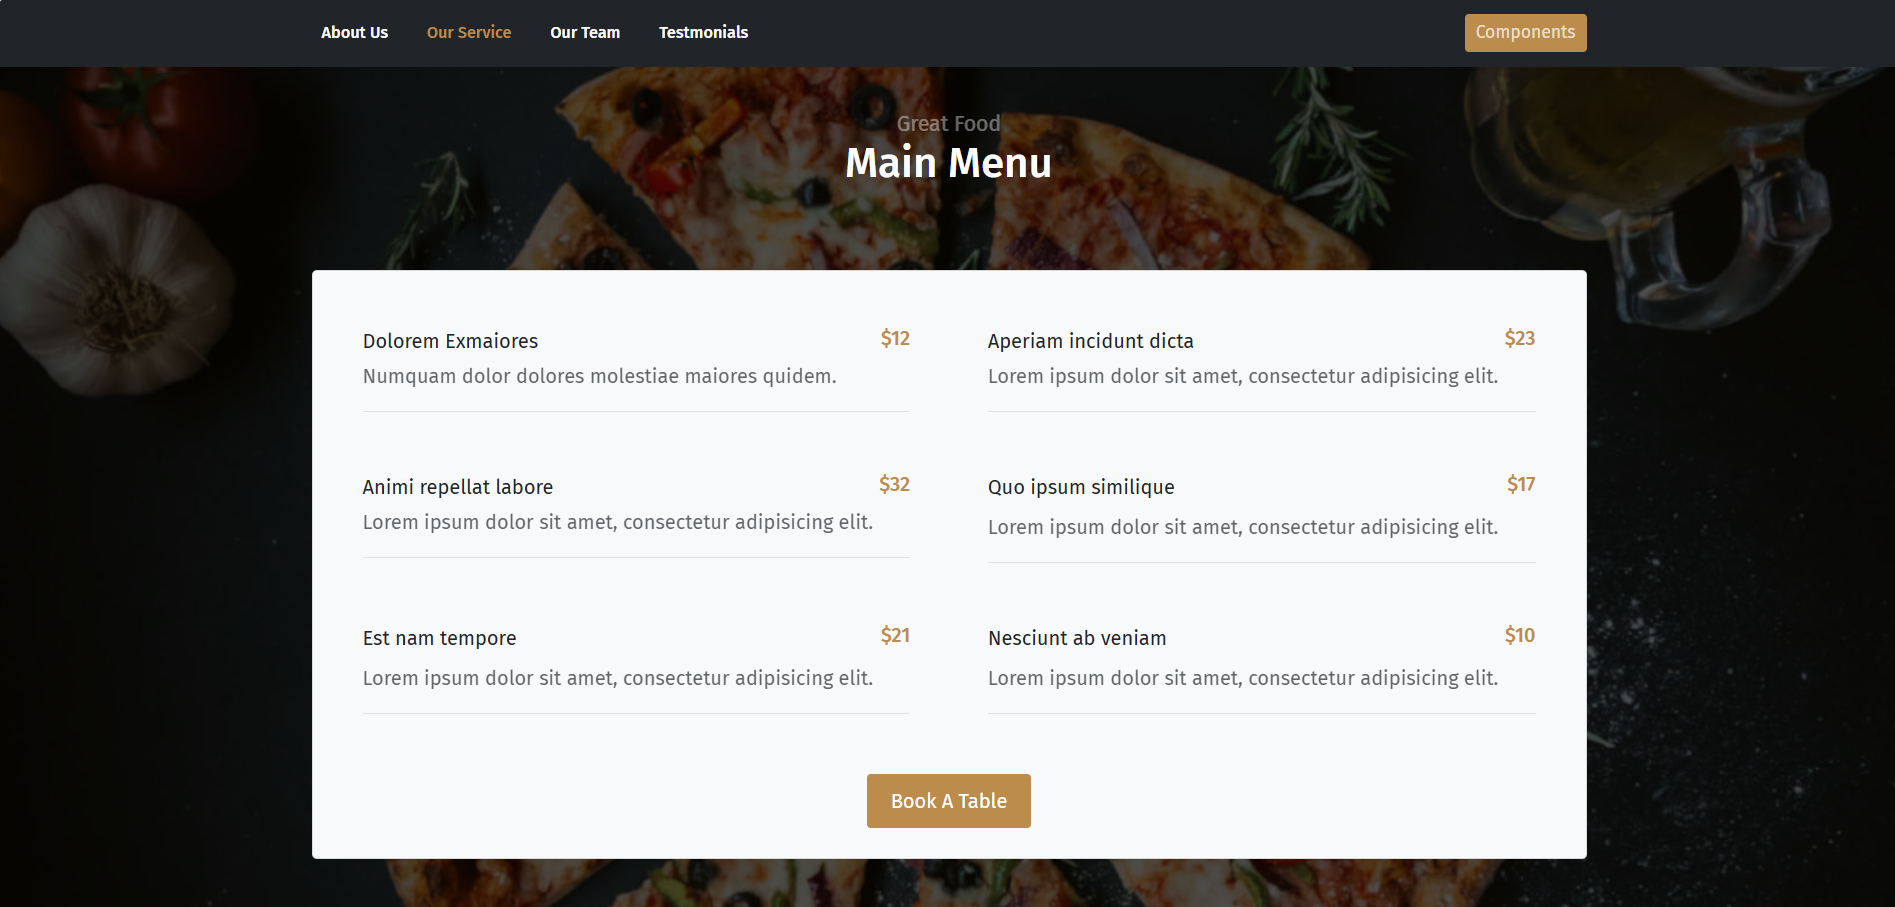 About Us Our Service Our Team Testmonials Components
Great Food
Main Menu
Dolorem Exmaiores $12
Numquam dolor dolores molestiae maiores quidem.
Aperiam incidunt dicta $23
Lorem ipsum dolor sit amet, consectetur adipisicing elit.
Animi repellat labore $32
Lorem ipsum dolor sit amet, consectetur adipisicing elit.
Quo ipsum similique $17
Lorem ipsum dolor sit amet, consectetur adipisicing elit.
Est nam tempore $21
Lorem ipsum dolor sit amet, consectetur adipisicing elit.
Nesciunt ab veniam $10
Lorem ipsum dolor sit amet, consectetur adipisicing elit.
Book A Table